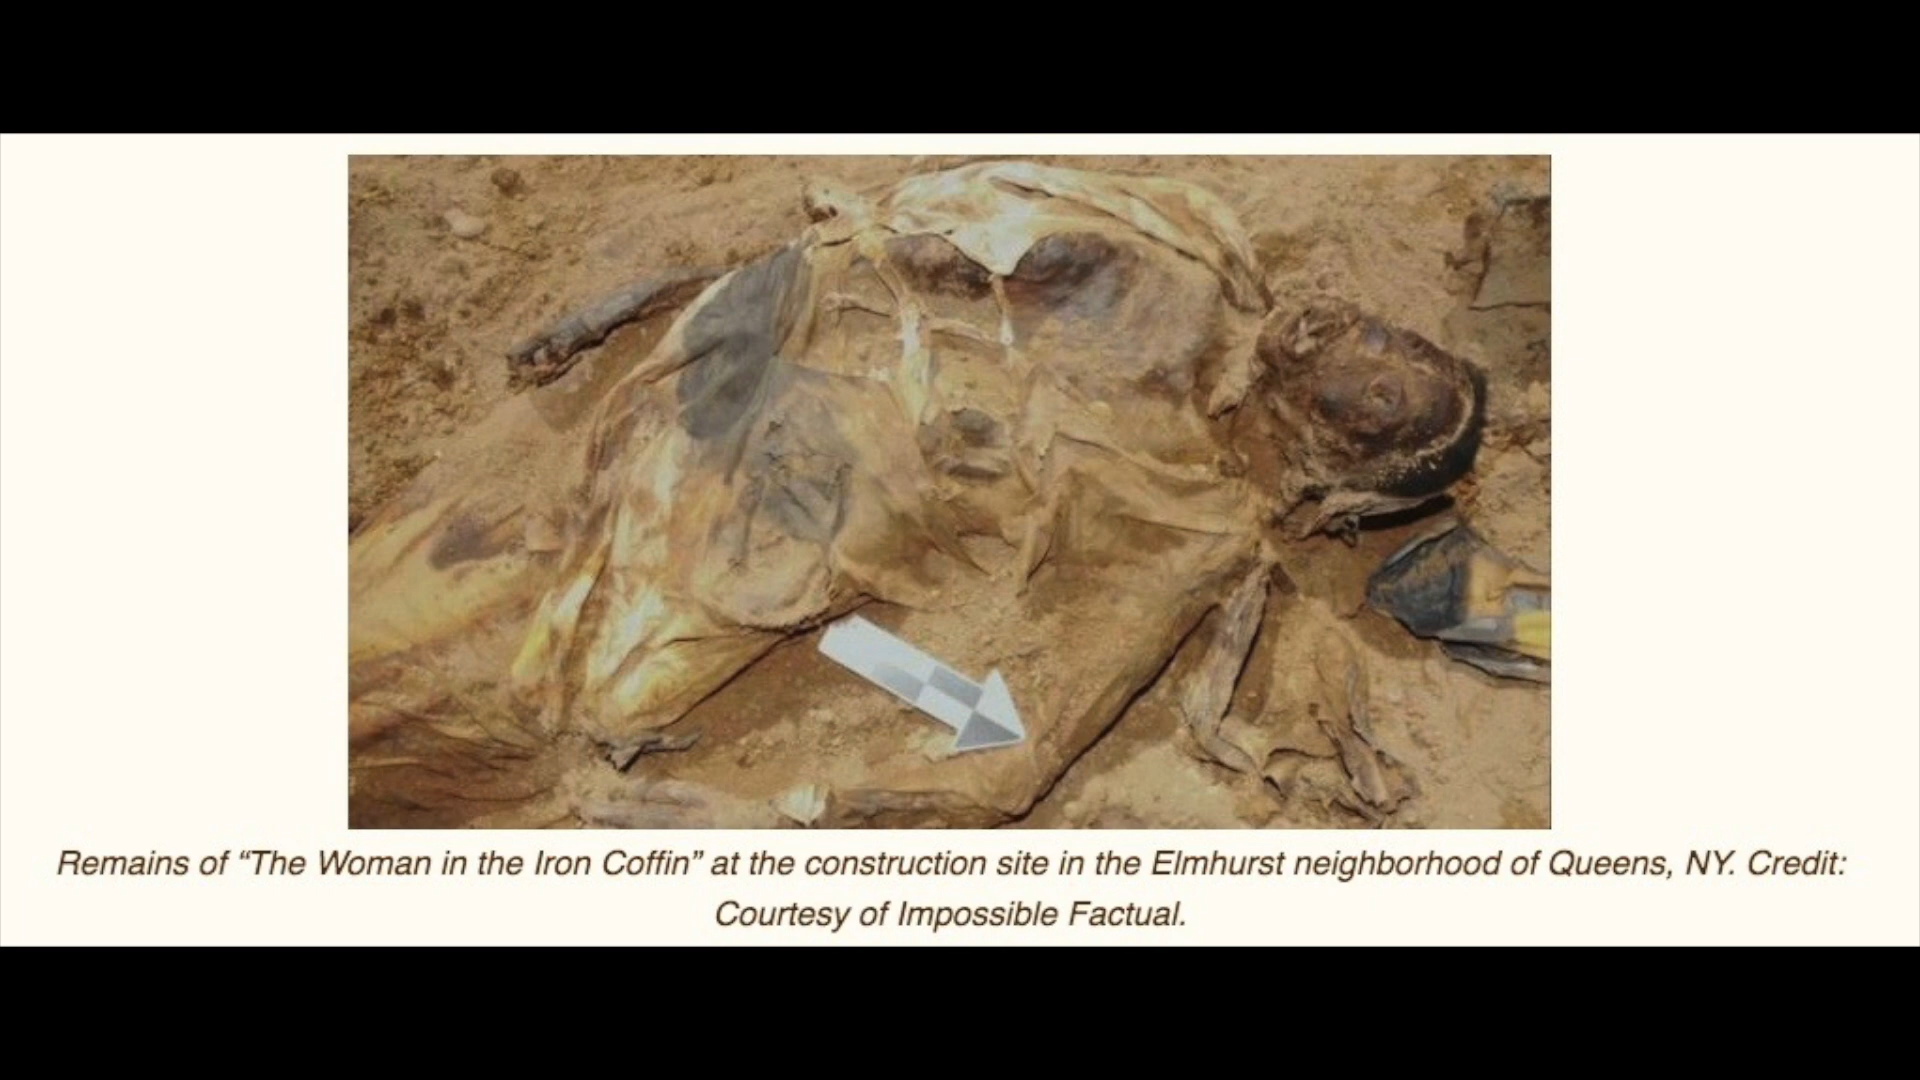 Remains of “The Woman in the Iron Coffin” at the construction site in the Elmhurst neighborhood of Queens, NY. Credit:
Courtesy of Impossible Factual.